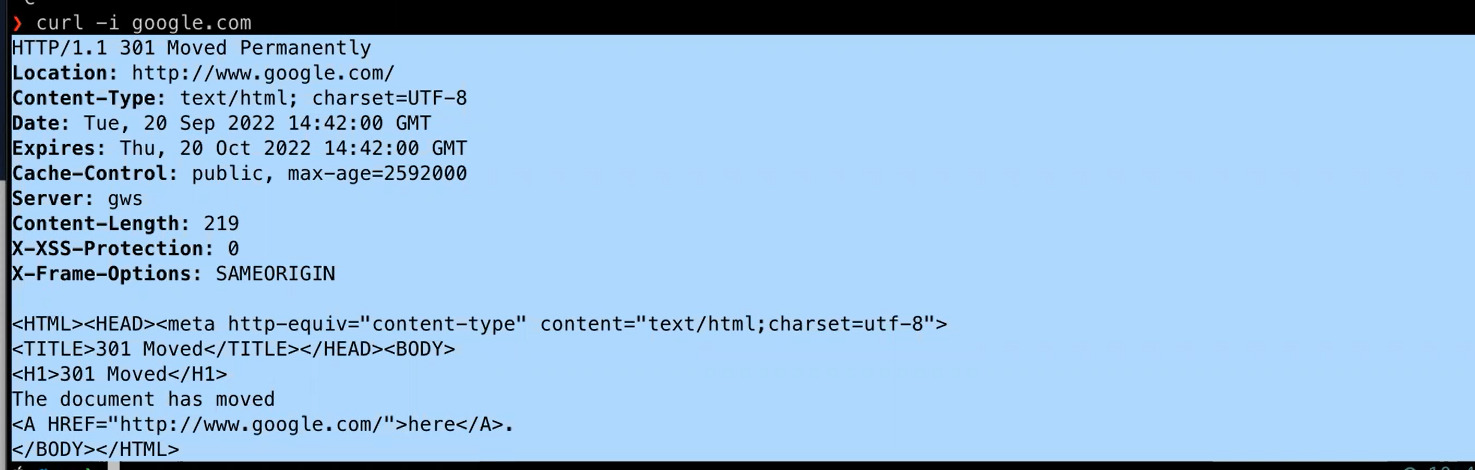 ❯ curl -i google.com
HTTP/1.1 301 Moved Permanently
Location: http://www.google.com/
Content-Type: text/html; charset=UTF-8
Date: Tue, 20 Sep 2022 14:42:00 GMT
Expires: Thu, 20 Oct 2022 14:42:00 GMT
Cache-Control: public, max-age=2592000
Server: gws
Content-Length: 219
X-XSS-Protection: 0
X-Frame-Options: SAMEORIGIN

<HTML><HEAD><meta http-equiv="content-type" content="text/html;charset=utf-8">
<TITLE>301 Moved</TITLE></HEAD><BODY>
<H1>301 Moved</H1>
The document has moved
<A HREF="http://www.google.com/">here</A>.
</BODY></HTML>